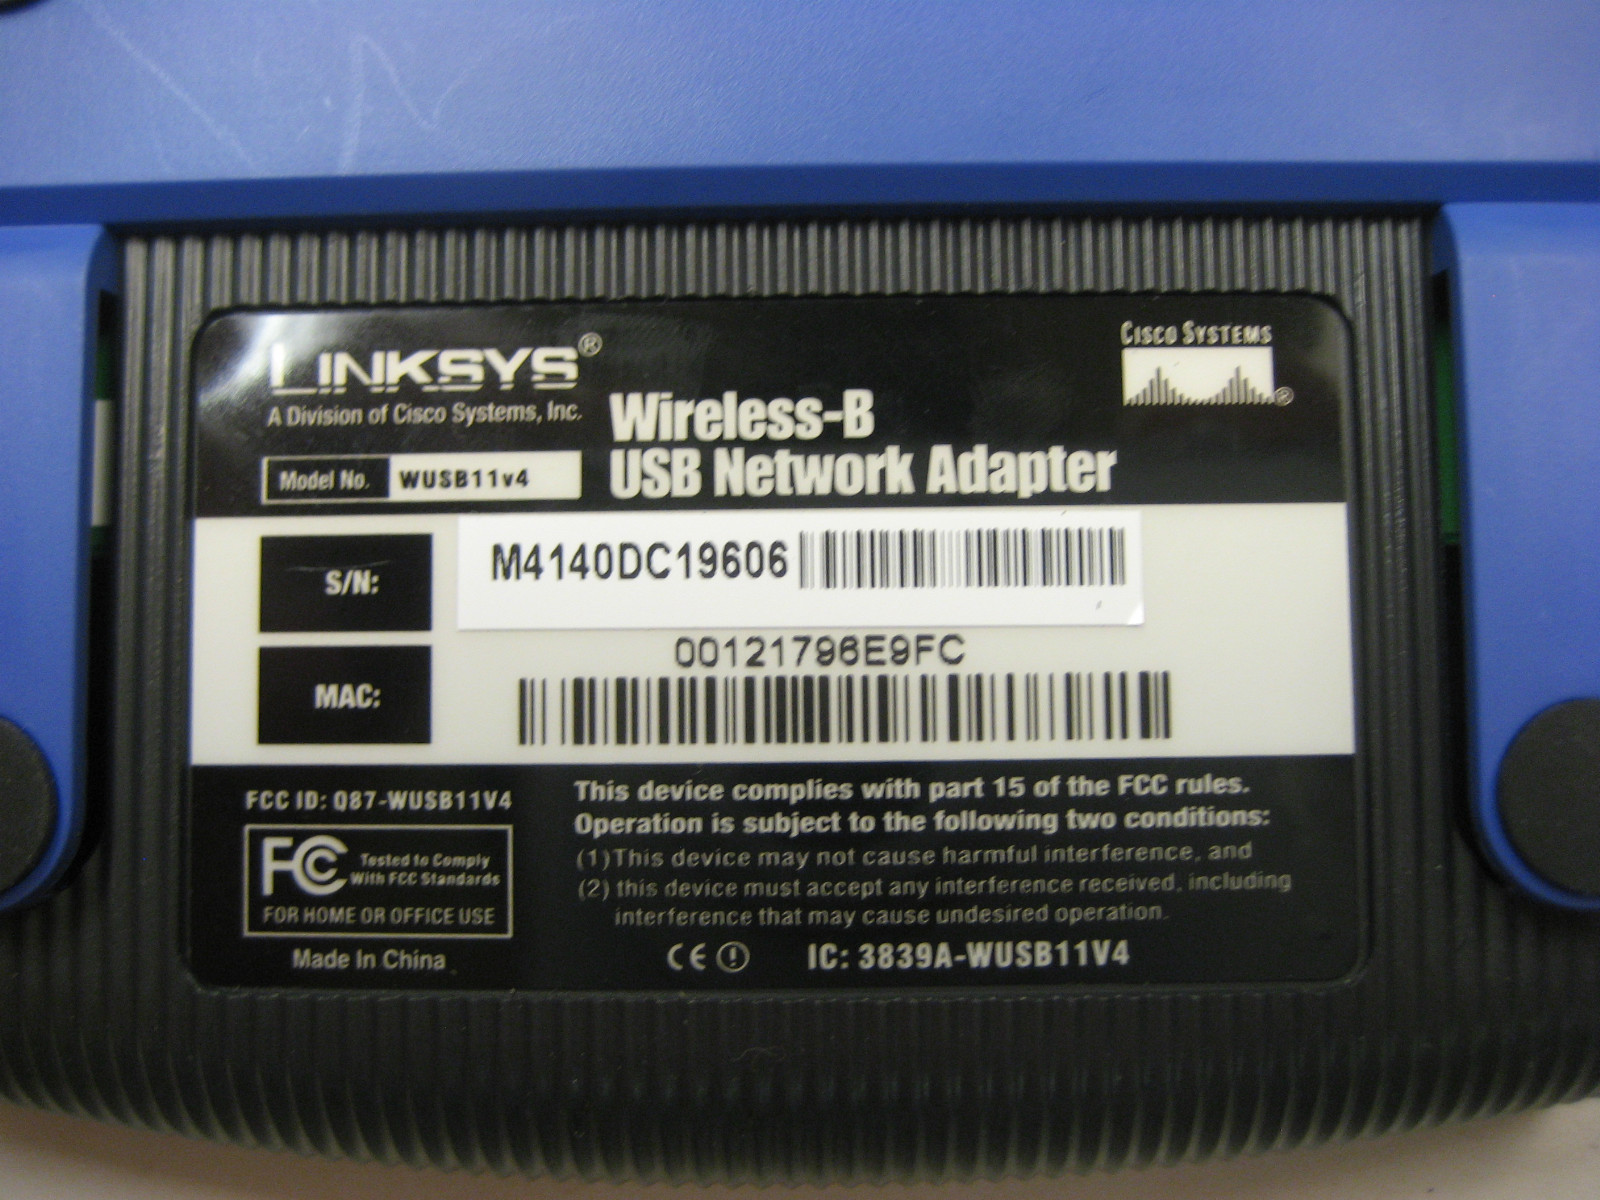 LINKSYS®
A Division of Cisco Systems, Inc.
CISCO SYSTEMS
®
Wireless-B
USB Network Adapter
Model No. WUSB11v4
S/N: M4140DC19606
00121796E9FC
MAC:
FCC ID: Q87-WUSB11V4
FCC Tested to Comply
With FCC Standards
FOR HOME OR OFFICE USE
Made In China
This device complies with part 15 of the FCC rules.
Operation is subject to the following two conditions:
(1)This device may not cause harmful interference, and
(2) this device must accept any interference received, including
interference that may cause undesired operation.
CE IC: 3839A-WUSB11V4